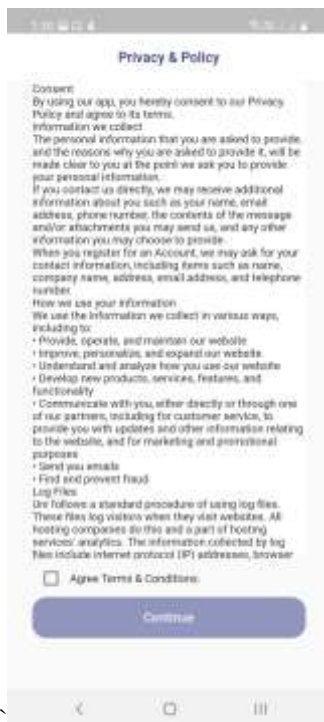 Privacy & Policy
Consent
By using our app, you hereby consent to our Privacy
Policy and agree to its terms.
Information we collect
The personal information that you are asked to provide,
and the reasons why you are asked to provide it, will be
made clear to you at the point we ask you to provide
your personal information.
If you contact us directly, we may receive additional
information about you such as your name, email
address, phone number, the contents of the message
and/or attachments you may send us, and any other
information you may choose to provide.
When you register for an Account, we may ask for your
contact information, including items such as name,
company name, address, email address, and telephone
number.
How we use your information
We use the information we collect in various ways,
including to:
• Provide, operate, and maintain our website
• Improve, personalize, and expand our website
• Understand and analyze how you use our website
• Develop new products, services, features, and
functionality
• Communicate with you, either directly or through one
of our partners, including for customer service, to
provide you with updates and other information relating
to the website, and for marketing and promotional
purposes
• Send you emails
• Find and prevent fraud
Log Files
follows a standard procedure of using log files.
These files log visitors when they visit websites. All
hosting companies do this and a part of hosting
services' analytics. The information collected by log
files include internet protocol (IP) addresses, browser
Agree Terms & Conditions.
Continue